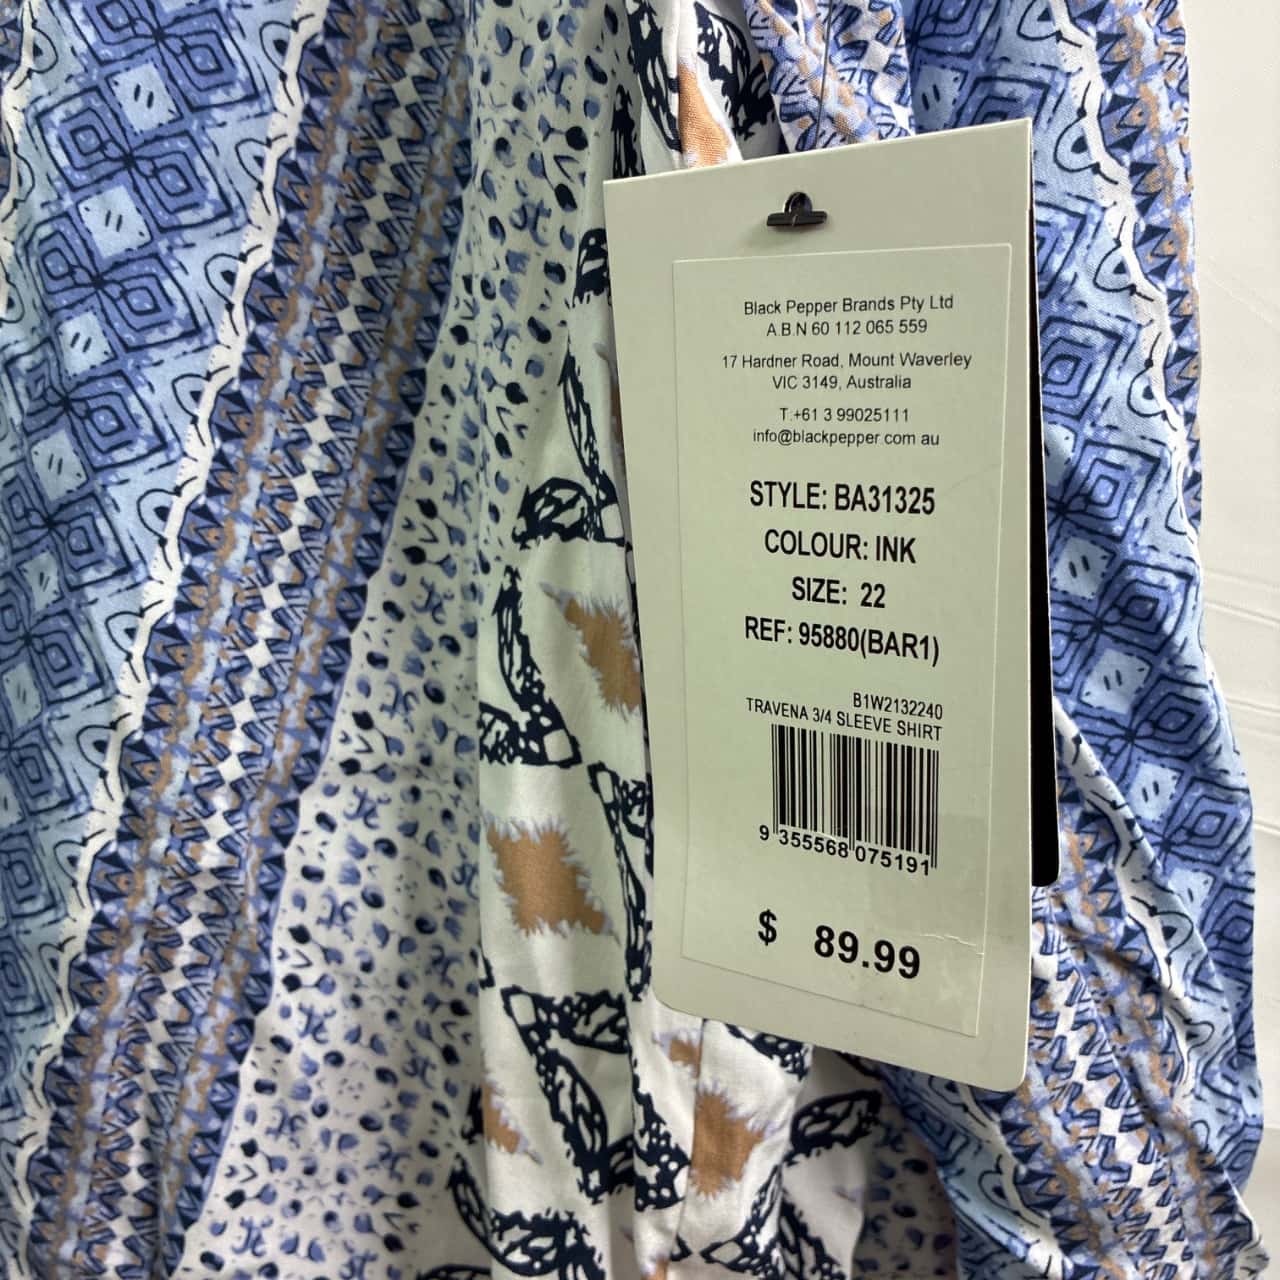 Black Pepper Brands Pty Ltd
A.B.N 60 112 065 559
17 Hardner Road, Mount Waverley
VIC 3149, Australia
T.+61 3 99025111
info@blackpepper.com au
STYLE: BA31325
COLOUR: INK
SIZE: 22
REF: 95880(BAR1)
B1W2132240
TRAVENA 3/4 SLEEVE SHIRT
9 355568 075191
$ 89.99